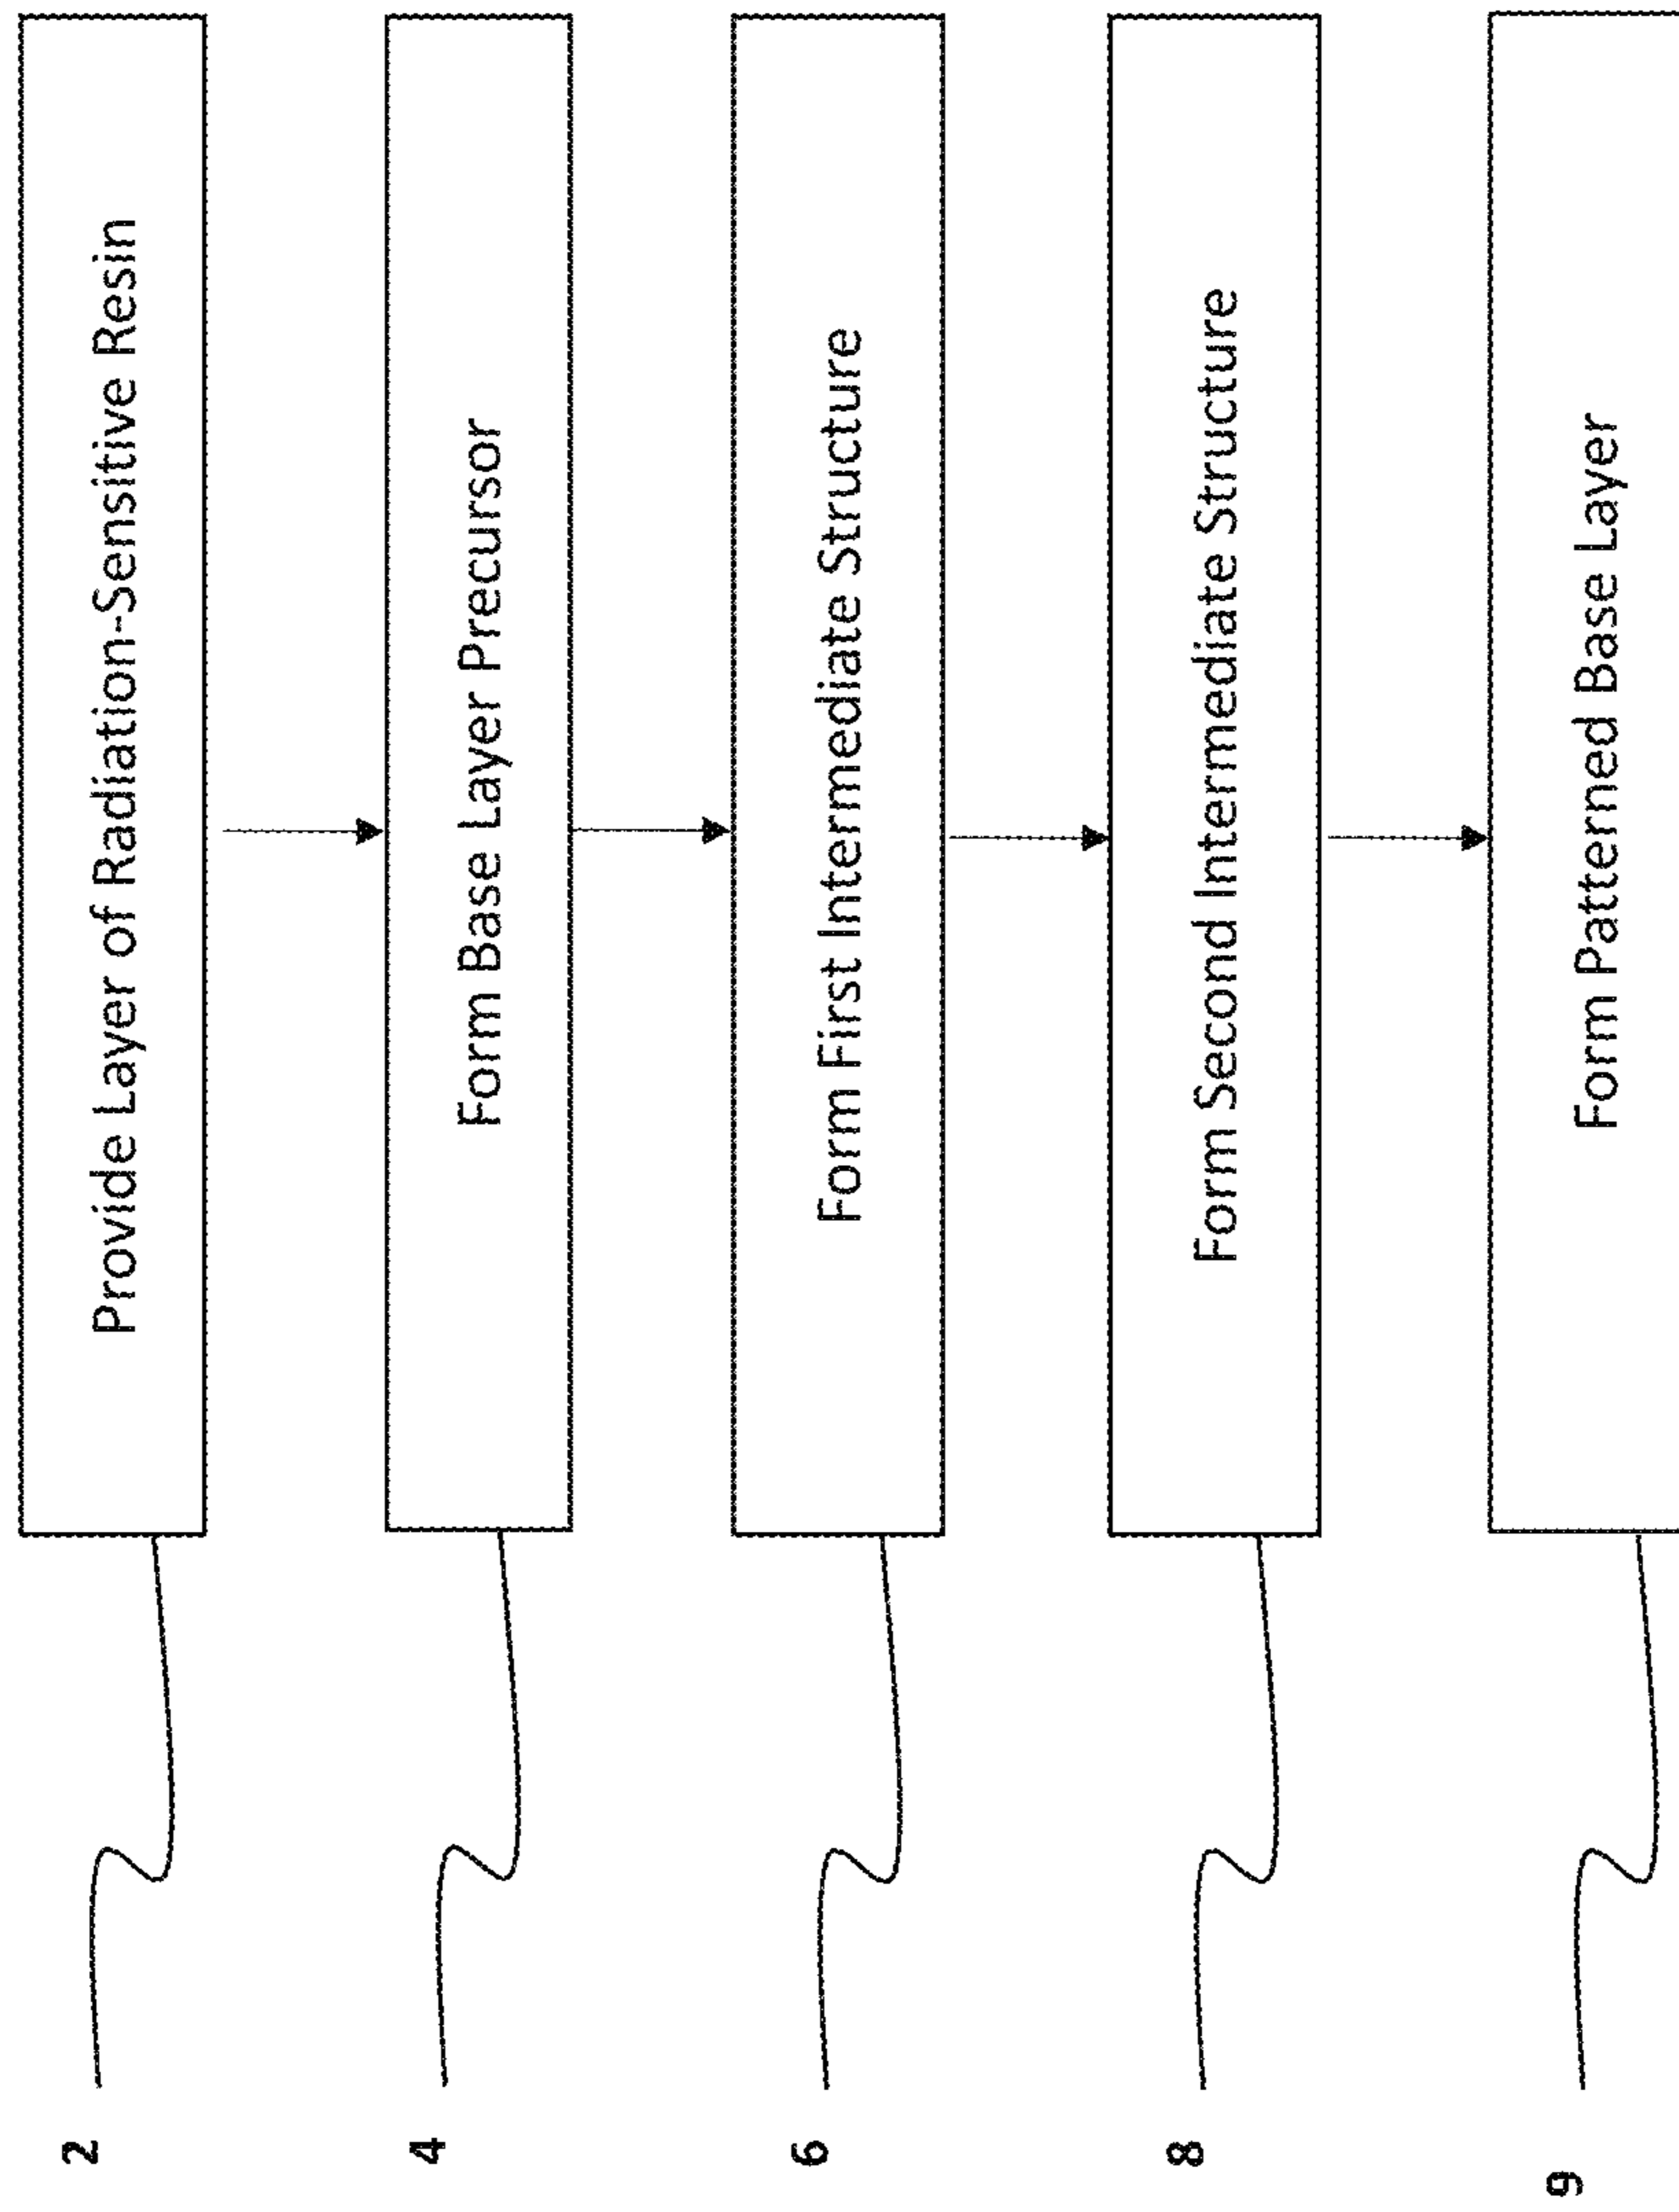 2
Provide Layer of Radiation-Sensitive Resin
4
Form Base Layer Precursor
6
Form First Intermediate Structure
8
Form Second Intermediate Structure
9
Form Patterned Base Layer